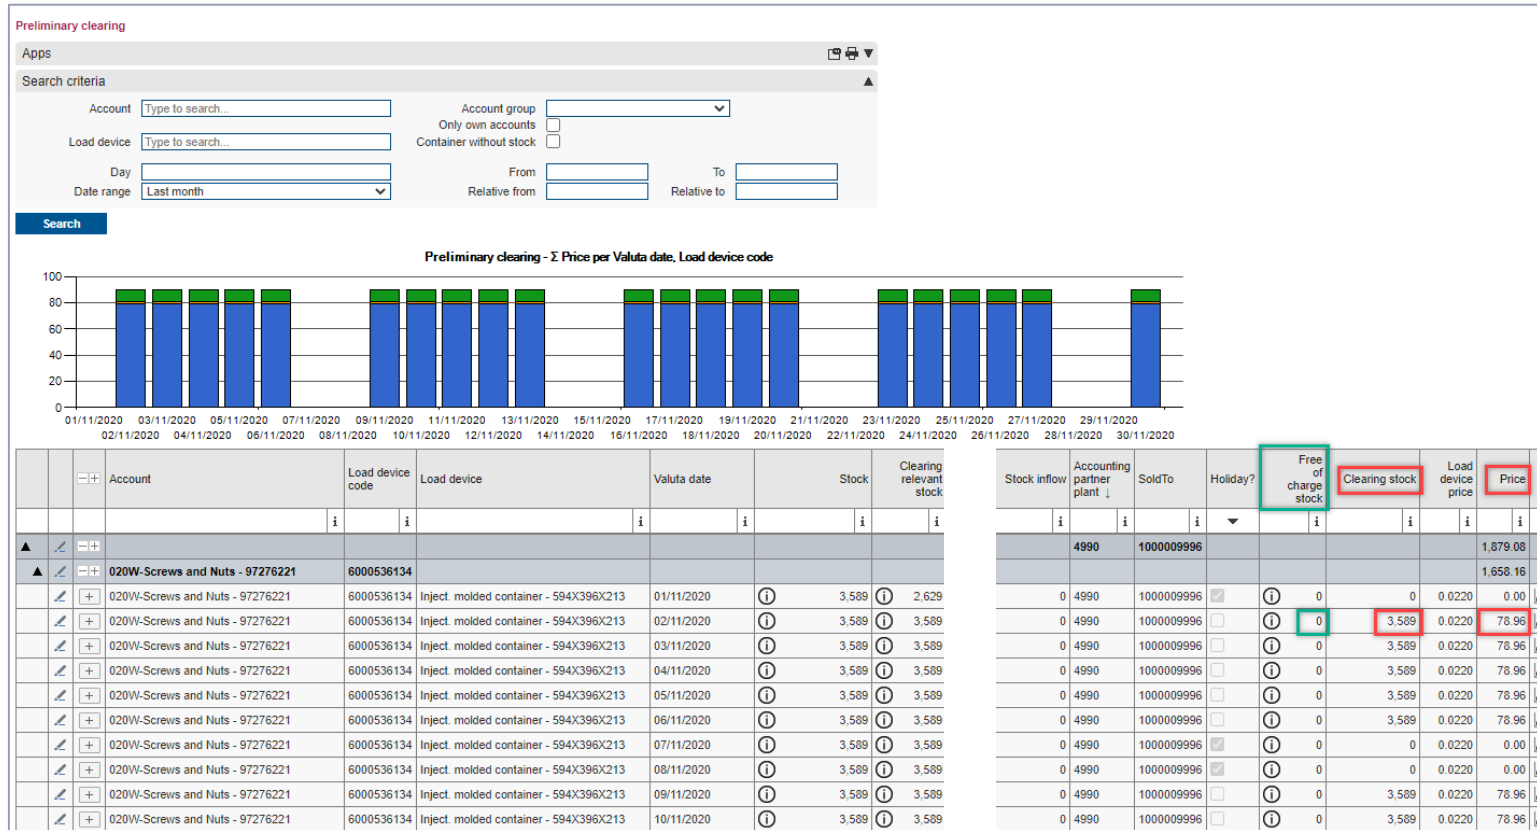 Preliminary clearing
Apps
Search criteria
Account Type to search... Account group
Only own accounts
Load device Type to search... Container without stock
Day From To
Date range Last month Relative from Relative to
Search
Preliminary clearing - Σ Price per Valuta date, Load device code
100
80
60
40
20
0
01/11/2020 03/11/2020 05/11/2020 07/11/2020 09/11/2020 11/11/2020 13/11/2020 15/11/2020 17/11/2020 19/11/2020 21/11/2020 23/11/2020 25/11/2020 27/11/2020 29/11/2020
02/11/2020 04/11/2020 06/11/2020 08/11/2020 10/11/2020 12/11/2020 14/11/2020 16/11/2020 18/11/2020 20/11/2020 22/11/2020 24/11/2020 26/11/2020 28/11/2020 30/11/2020
Account Load device code Load device Valuta date Stock Clearing relevant stock Stock inflow Accounting partner plant ↓ SoldTo Holiday? Free of charge stock Clearing stock Load device price Price
i i i i i i i i i i i i i
4990 1000009996 1,879.08
020W-Screws and Nuts - 97276221 6000536134 1,658.16
020W-Screws and Nuts - 97276221 6000536134 Inject. molded container - 594X396X213 01/11/2020 3,589 2,629 0 4990 1000009996 0 0 0.0220 0.00
020W-Screws and Nuts - 97276221 6000536134 Inject. molded container - 594X396X213 02/11/2020 3,589 3,589 0 4990 1000009996 0 3,589 0.0220 78.96
020W-Screws and Nuts - 97276221 6000536134 Inject. molded container - 594X396X213 03/11/2020 3,589 3,589 0 4990 1000009996 0 3,589 0.0220 78.96
020W-Screws and Nuts - 97276221 6000536134 Inject. molded container - 594X396X213 04/11/2020 3,589 3,589 0 4990 1000009996 0 3,589 0.0220 78.96
020W-Screws and Nuts - 97276221 6000536134 Inject. molded container - 594X396X213 05/11/2020 3,589 3,589 0 4990 1000009996 0 3,589 0.0220 78.96
020W-Screws and Nuts - 97276221 6000536134 Inject. molded container - 594X396X213 06/11/2020 3,589 3,589 0 4990 1000009996 0 3,589 0.0220 78.96
020W-Screws and Nuts - 97276221 6000536134 Inject. molded container - 594X396X213 07/11/2020 3,589 3,589 0 4990 1000009996 0 0 0.0220 0.00
020W-Screws and Nuts - 97276221 6000536134 Inject. molded container - 594X396X213 08/11/2020 3,589 3,589 0 4990 1000009996 0 0 0.0220 0.00
020W-Screws and Nuts - 97276221 6000536134 Inject. molded container - 594X396X213 09/11/2020 3,589 3,589 0 4990 1000009996 0 3,589 0.0220 78.96
020W-Screws and Nuts - 97276221 6000536134 Inject. molded container - 594X396X213 10/11/2020 3,589 3,589 0 4990 1000009996 0 3,589 0.0220 78.96